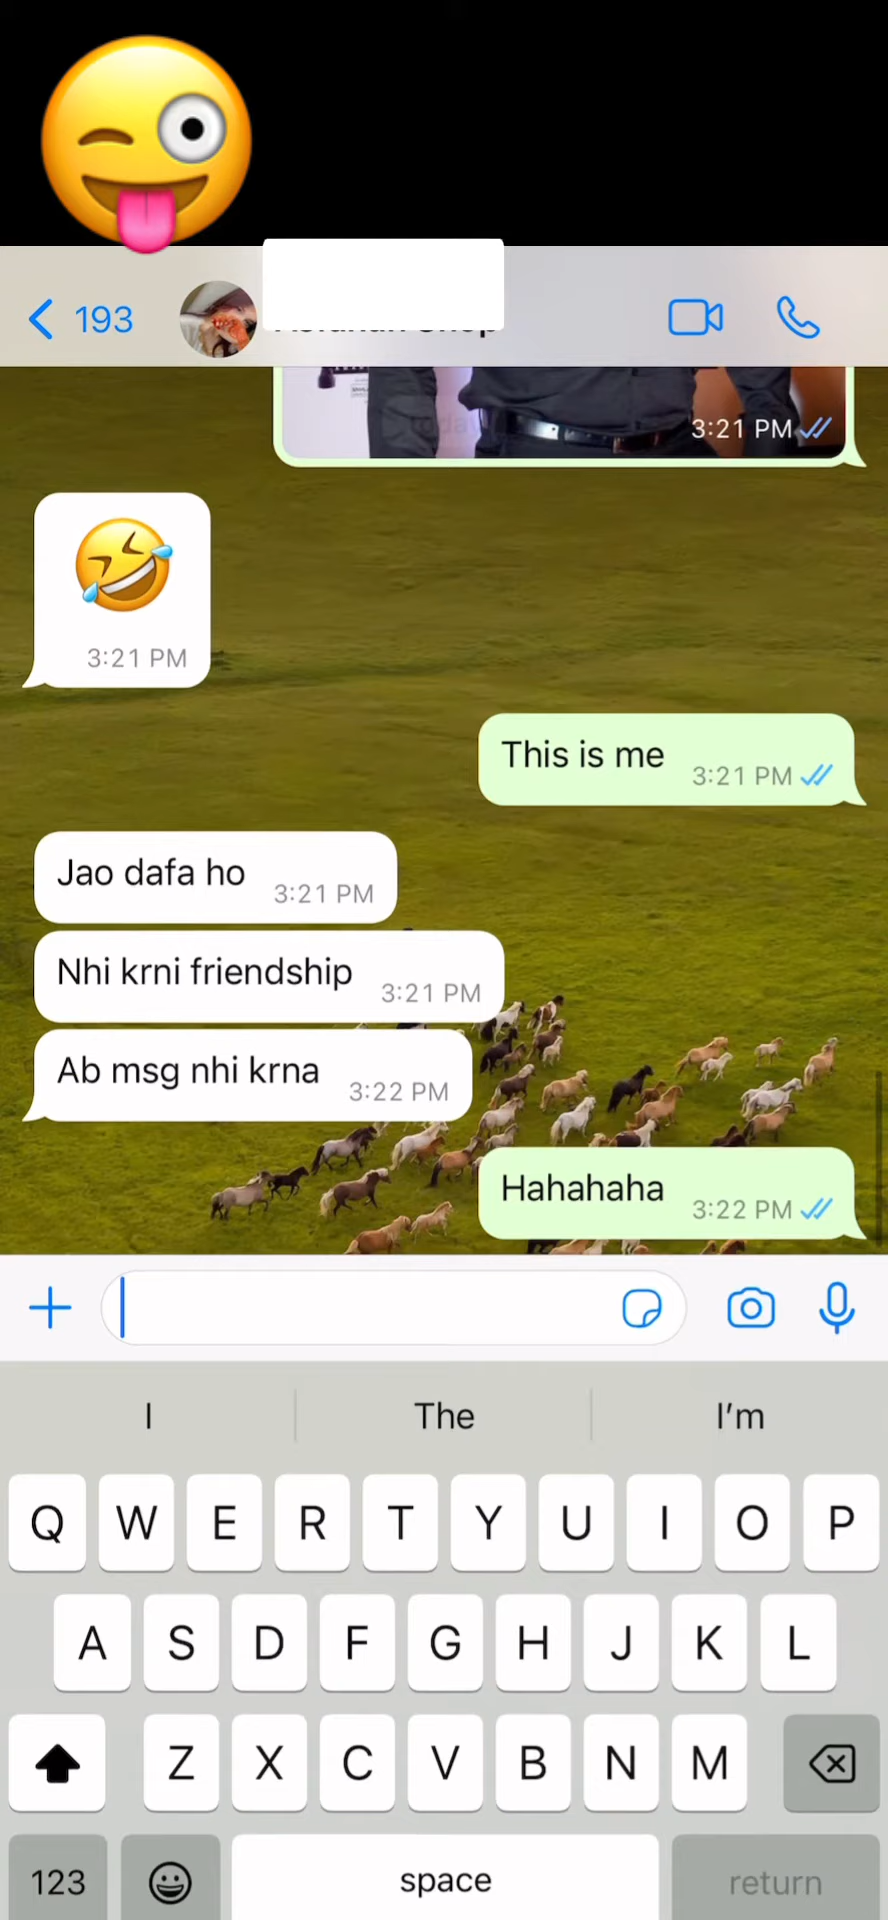 193
3:21 PM
3:21 PM
This is me
3:21 PM
Jao dafa ho
3:21 PM
Nhi krni friendship
3:21 PM
Ab msg nhi krna
3:22 PM
Hahahaha
3:22 PM
I The I'm
Q W E R T Y U I O P
A S D F G H J K L
Z X C V B N M
123 space return